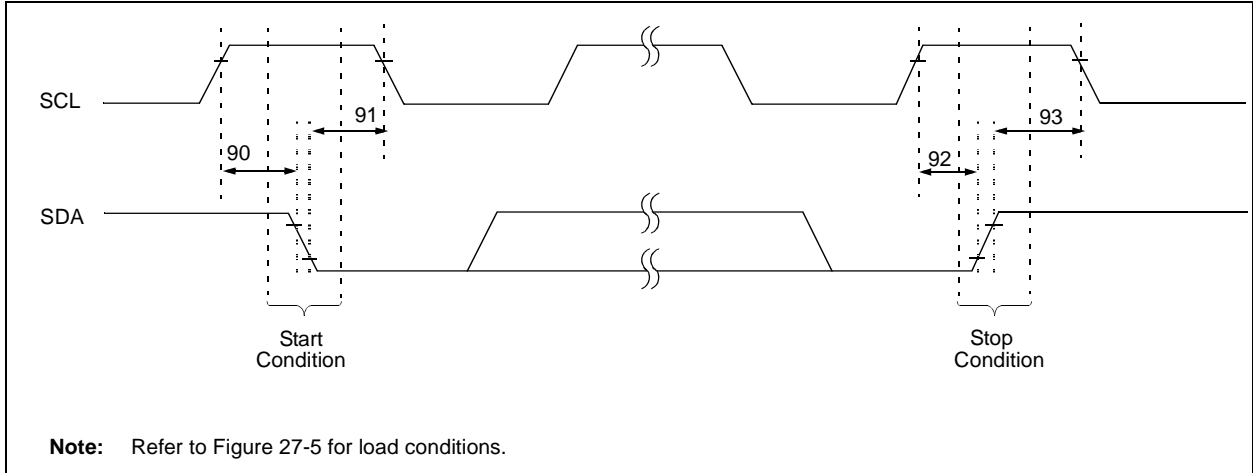 SCL
91
93
90
92
SDA
Start
Condition
Stop
Condition
Note: Refer to Figure 27-5 for load conditions.